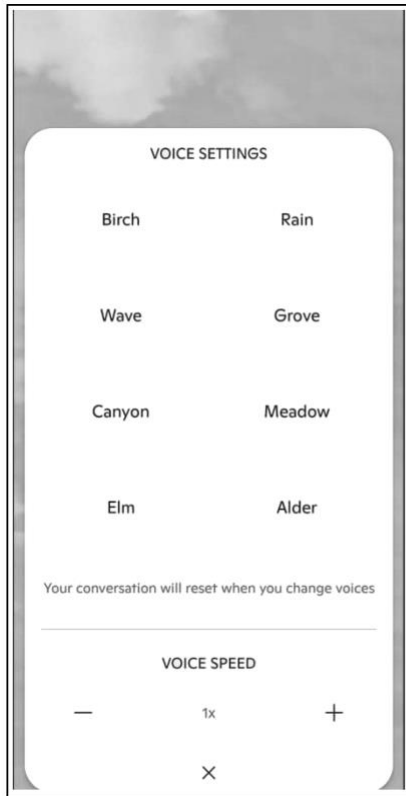 VOICE SETTINGS
Birch Rain
Wave Grove
Canyon Meadow
Elm Alder
Your conversation will reset when you change voices
VOICE SPEED
— 1x +
×